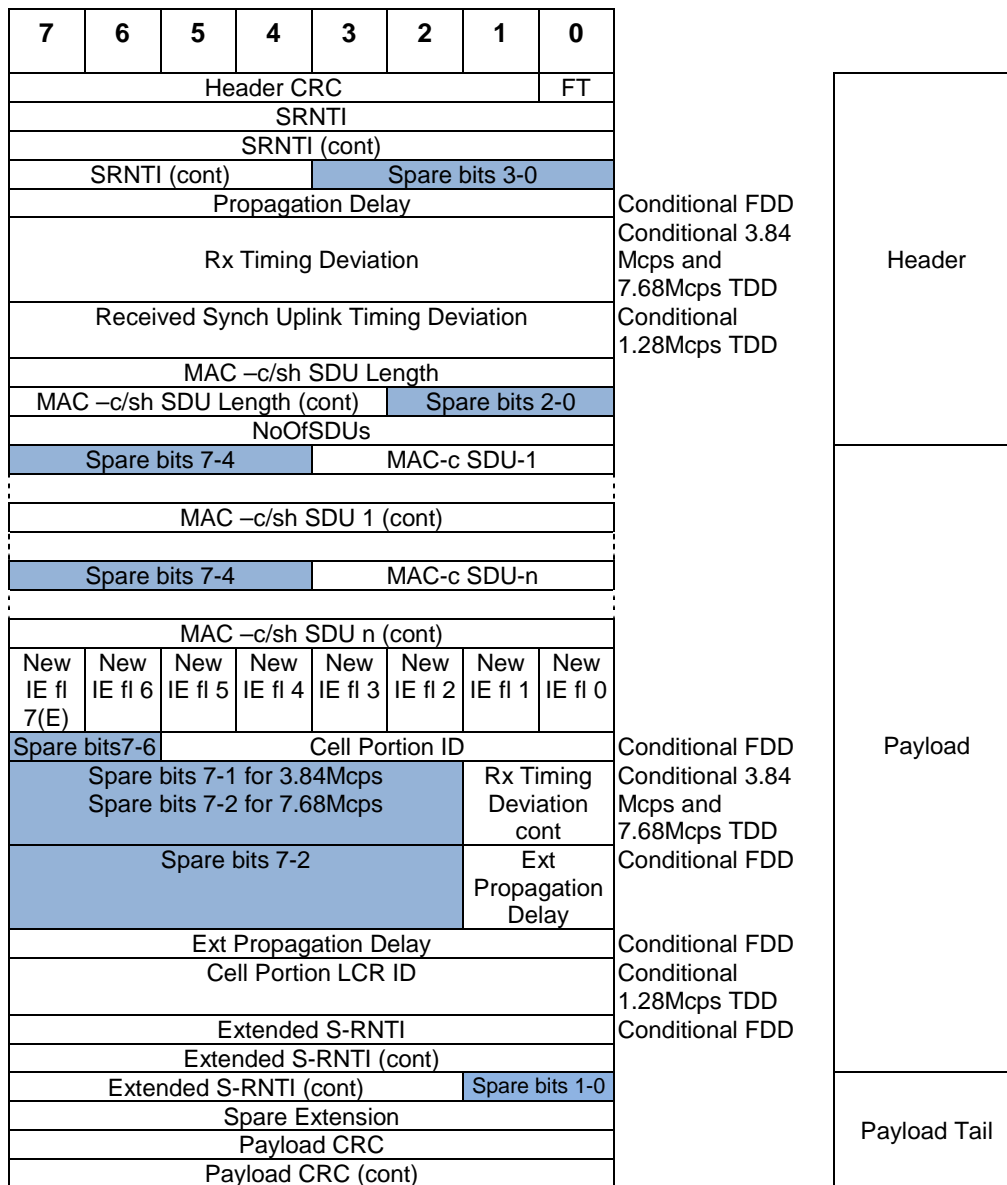 7 6 5 4 3 2 1 0
Header CRC FT
SRNTI
SRNTI (cont)
SRNTI (cont) Spare bits 3-0
Propagation Delay Conditional FDD
Rx Timing Deviation Conditional 3.84
Mcps and
7.68Mcps TDD
Header
Received Synch Uplink Timing Deviation Conditional
1.28Mcps TDD
MAC –c/sh SDU Length
MAC –c/sh SDU Length (cont) Spare bits 2-0
NoOfSDUs
Spare bits 7-4 MAC-c SDU-1
MAC –c/sh SDU 1 (cont)
Spare bits 7-4 MAC-c SDU-n
MAC –c/sh SDU n (cont)
New New New New New New New New
IE fl IE fl 6 IE fl 5 IE fl 4 IE fl 3 IE fl 2 IE fl 1 IE fl 0
7(E)
Spare bits7-6 Cell Portion ID Conditional FDD Payload
Spare bits 7-1 for 3.84Mcps Rx Timing Conditional 3.84
Spare bits 7-2 for 7.68Mcps Deviation Mcps and
cont 7.68Mcps TDD
Spare bits 7-2 Ext Conditional FDD
Propagation
Delay
Ext Propagation Delay Conditional FDD
Cell Portion LCR ID Conditional
1.28Mcps TDD
Extended S-RNTI Conditional FDD
Extended S-RNTI (cont)
Extended S-RNTI (cont) Spare bits 1-0
Spare Extension Payload Tail
Payload CRC
Payload CRC (cont)